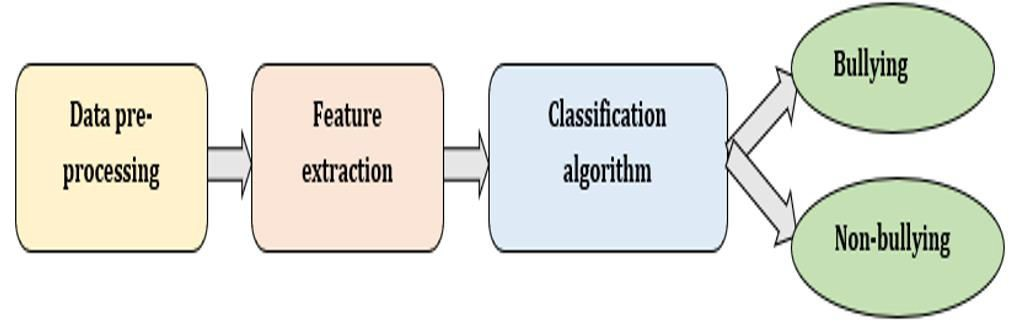 Data pre-
processing
Feature
extraction
Classification
algorithm
Bullying
Non-bullying